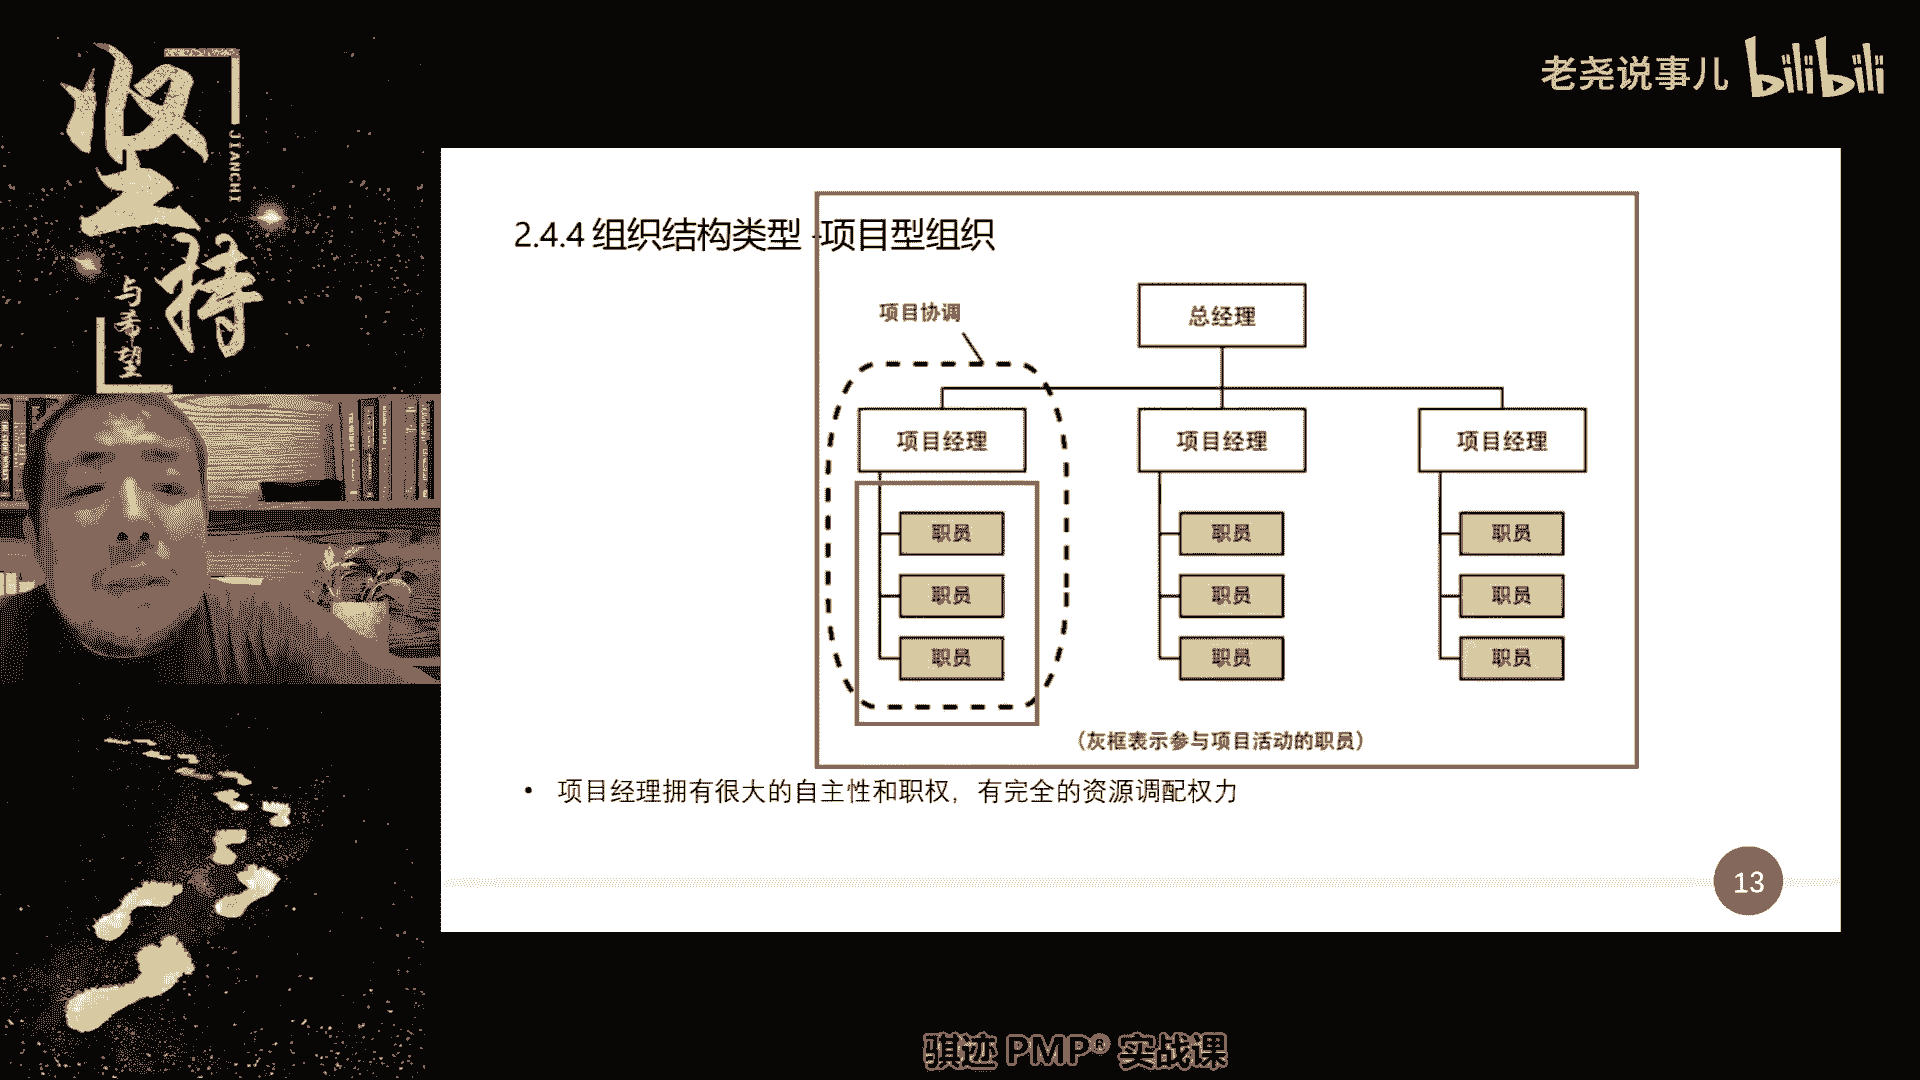 坚持
JIANCHI
与希望
老尧说事儿 bilibili
2.4.4 组织结构类型 -项目型组织
项目协调
总经理
项目经理 项目经理 项目经理
职员 职员 职员
职员 职员 职员
职员 职员 职员
（灰框表示参与项目活动的职员）
• 项目经理拥有很大的自主性和职权，有完全的资源调配权力
13
骐迹 PMP® 实战课